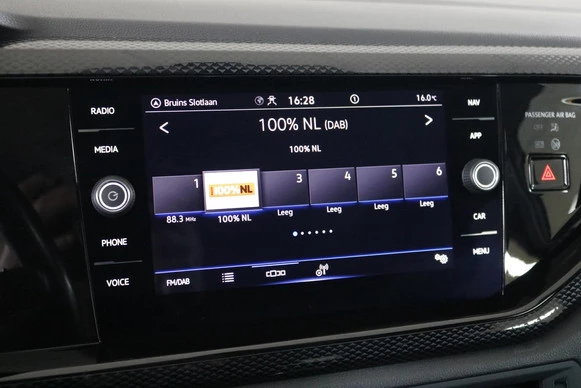 RADIO
MEDIA
PHONE
VOICE
Bruins Slotlaan
16:28
16.0°C
100% NL (DAB)
100% NL
1
100%NL
3
4
5
6
88.3 MHz
100% NL
Leeg
Leeg
Leeg
Leeg
FM/DAB
NAV
APP
CAR
MENU
PASSENGER AIR BAG
OFF